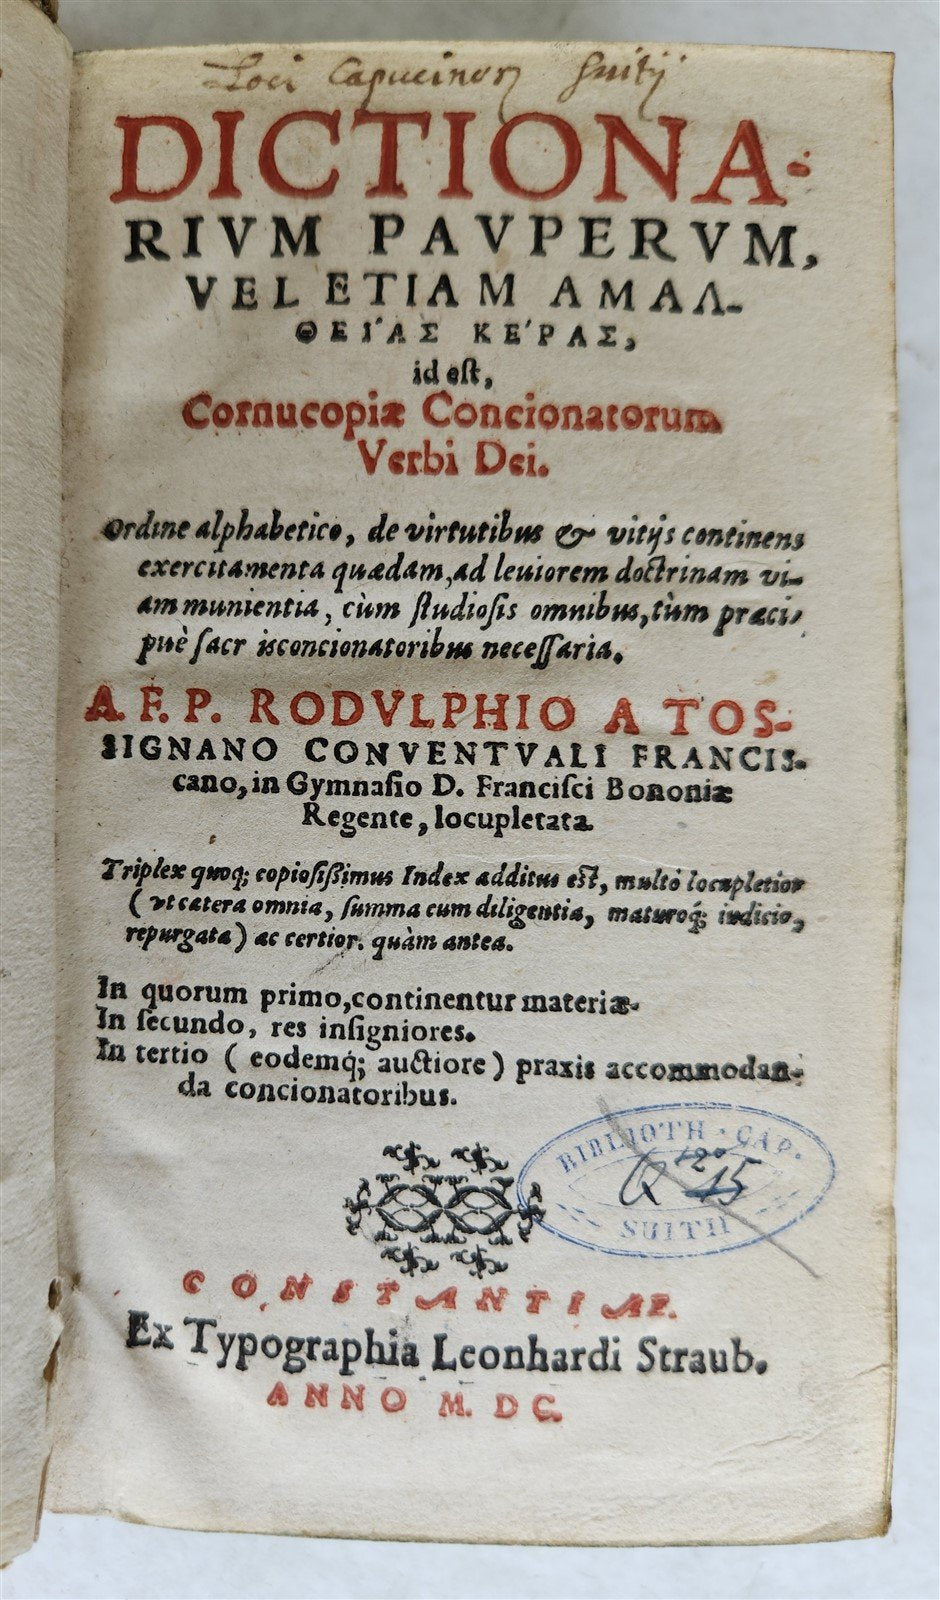 Loci Capucinor Suitij
DICTIONA-
RIVM PAVPERVM,
VEL ETIAM ΑΜΑΛ-
ΘΕΊΑΣ ΚΈΡΑΣ,
id eſt,
Cornucopiæ Concionatorum
Verbi Dei.
Ordine alphabetico, de virtutibus & vitijs continens
exercitamenta quædam, ad leuiorem doctrinam vi-
am munientia, cùm ſtudioſis omnibus, tùm præci-
puè ſacr isconcionatoribus neceſſaria.
A. F. P. RODVLPHIO A TOS-
SIGNANO CONVENTVALI FRANCIS-
cano, in Gymnaſio D. Franciſci Bononiæ
Regente, locupletata.
Triplex quoq; copioſiſsimus Index additus eſt, multò locupletior
(vt cætera omnia, ſumma cum diligentia, maturoq́; iudicio,
repurgata) ac certior. quàm antea.
In quorum primo, continentur materiæ.
In ſecundo, res inſigniores.
In tertio (eodemq́; auctiore) praxis accommodan-
da concionatoribus.
BIBLIOTH. CAP.
12º
Q 15
SUITII
CONSTANTIAE.
Ex Typographia Leonhardi Straub.
ANNO M. DC.